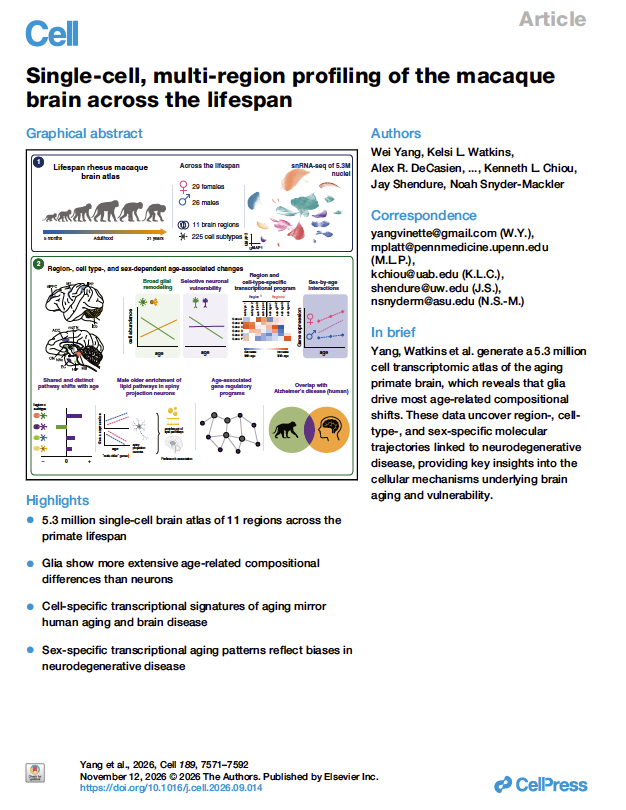 Article
Cell
Single-cell, multi-region profiling of the macaque
brain across the lifespan
Graphical abstract
1
Lifespan rhesus macaque
brain atlas
5 months
Adulthood
21 years
Across the lifespan
29 females
26 males
11 brain regions
225 cell subtypes
snRNA-seq of 5.3M
nuclei
2
Region-, cell type-, and sex-dependent age-associated changes
Broad glial
remodeling
Selective neuronal
vulnerability
Region and
cell-type-specific
transcriptional program
Sex-by-age
interactions
cell abundance
age
age
Gene expression
age
Shared and distinct
pathway shifts with age
Male older enrichment of
lipid pathways in spiny
projection neurons
Age-associated
gene regulatory
programs
Overlap with
Alzheimer's disease (human)
- 0 +
Gene expression
age
Highlights
5.3 million single-cell brain atlas of 11 regions across the
primate lifespan
Glia show more extensive age-related compositional
differences than neurons
Cell-specific transcriptional signatures of aging mirror
human aging and brain disease
Sex-specific transcriptional aging patterns reflect biases in
neurodegenerative disease
Authors
Wei Yang, Kelsi L. Watkins,
Alex R. DeCasien, ..., Kenneth L. Chiou,
Jay Shendure, Noah Snyder-Mackler
Correspondence
yangvinette@gmail.com (W.Y.),
mplatt@pennmedicine.upenn.edu
(M.L.P.),
kchiou@uab.edu (K.L.C.),
shendure@uw.edu (J.S.),
nsnyderm@asu.edu (N.S.-M.)
In brief
Yang, Watkins et al. generate a 5.3 million
cell transcriptomic atlas of the aging
primate brain, which reveals that glia
drive most age-related compositional
shifts. These data uncover region-, cell-
type-, and sex-specific molecular
trajectories linked to neurodegenerative
disease, providing key insights into the
cellular mechanisms underlying brain
aging and vulnerability.
Yang et al., 2026, Cell 189, 7571–7592
November 12, 2026 © 2026 The Authors. Published by Elsevier Inc.
https://doi.org/10.1016/j.cell.2026.09.014
CellPress